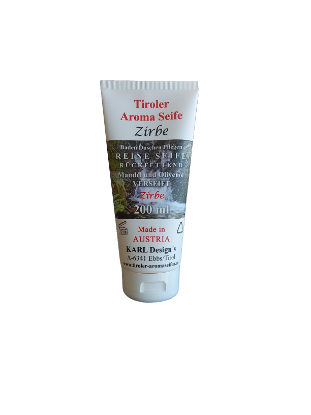 Tiroler
Aroma Seife
Zirbe
Baden Duschen Pflegen
REINE SEIFE
RÜCKFETTEND
Mandel und Olivenöl
VERSEIFT
Zirbe
200 ml
Made in
AUSTRIA
KARL Design's
A-6341 Ebbs/Tirol